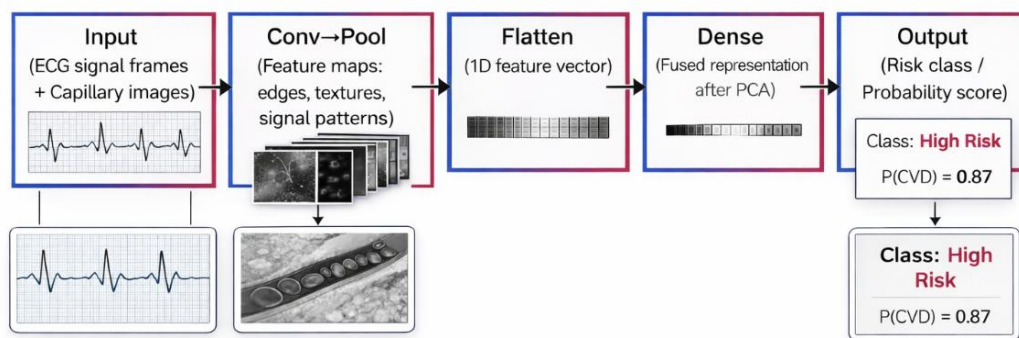 Input
(ECG signal frames
+ Capillary images)
Conv→Pool
(Feature maps:
edges, textures,
signal patterns)
Flatten
(1D feature vector)
Dense
(Fused representation
after PCA)
Output
(Risk class /
Probability score)
Class: High Risk
P(CVD) = 0.87
Class: High
Risk
P(CVD) = 0.87